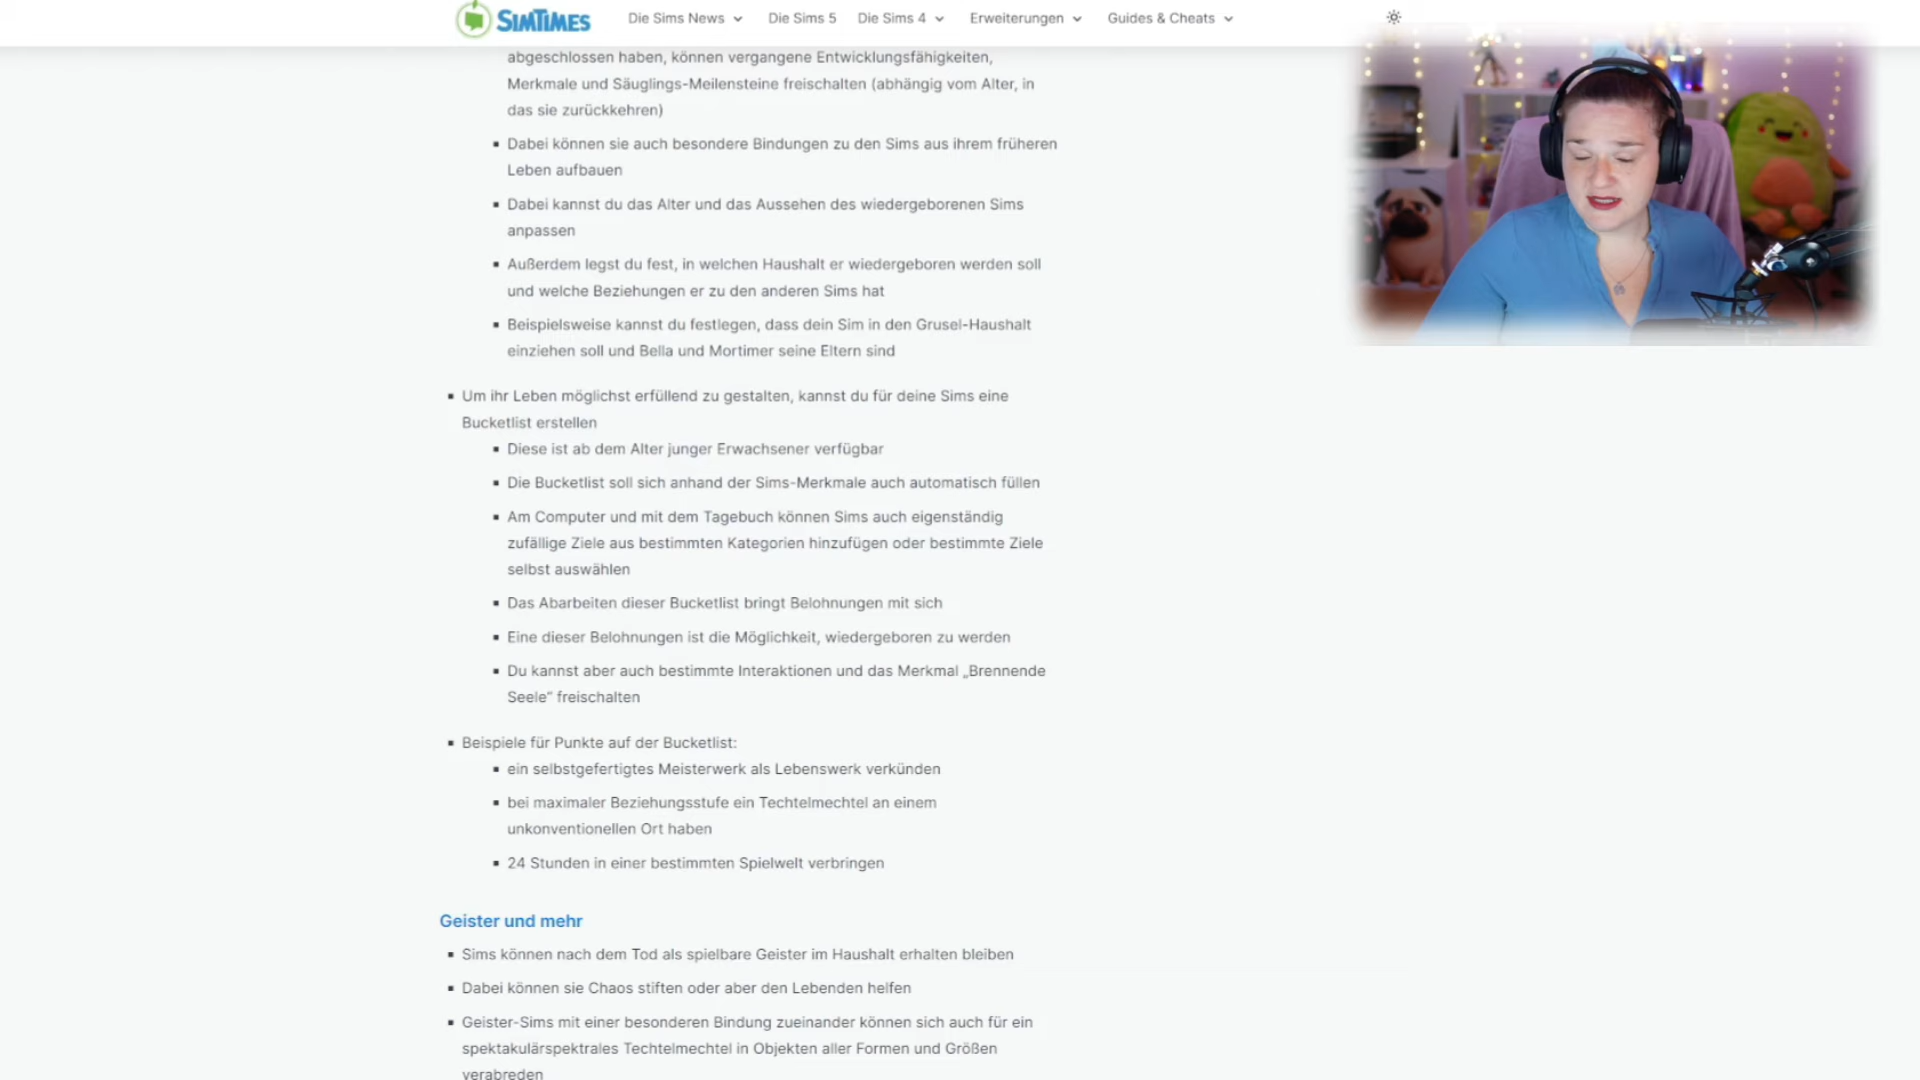 SIMTIMES Die Sims News Die Sims 5 Die Sims 4 Erweiterungen Guides & Cheats
abgeschlossen haben, können vergangene Entwicklungsfähigkeiten,
Merkmale und Säuglings-Meilensteine freischalten (abhängig vom Alter, in
das sie zurückkehren)
▪ Dabei können sie auch besondere Bindungen zu den Sims aus ihrem früheren
Leben aufbauen
▪ Dabei kannst du das Alter und das Aussehen des wiedergeborenen Sims
anpassen
▪ Außerdem legst du fest, in welchen Haushalt er wiedergeboren werden soll
und welche Beziehungen er zu den anderen Sims hat
▪ Beispielsweise kannst du festlegen, dass dein Sim in den Grusel-Haushalt
einziehen soll und Bella und Mortimer seine Eltern sind
▪ Um ihr Leben möglichst erfüllend zu gestalten, kannst du für deine Sims eine
Bucketlist erstellen
▪ Diese ist ab dem Alter junger Erwachsener verfügbar
▪ Die Bucketlist soll sich anhand der Sims-Merkmale auch automatisch füllen
▪ Am Computer und mit dem Tagebuch können Sims auch eigenständig
zufällige Ziele aus bestimmten Kategorien hinzufügen oder bestimmte Ziele
selbst auswählen
▪ Das Abarbeiten dieser Bucketlist bringt Belohnungen mit sich
▪ Eine dieser Belohnungen ist die Möglichkeit, wiedergeboren zu werden
▪ Du kannst aber auch bestimmte Interaktionen und das Merkmal „Brennende
Seele“ freischalten
▪ Beispiele für Punkte auf der Bucketlist:
▪ ein selbstgefertigtes Meisterwerk als Lebenswerk verkünden
▪ bei maximaler Beziehungsstufe ein Techtelmechtel an einem
unkonventionellen Ort haben
▪ 24 Stunden in einer bestimmten Spielwelt verbringen
Geister und mehr
▪ Sims können nach dem Tod als spielbare Geister im Haushalt erhalten bleiben
▪ Dabei können sie Chaos stiften oder aber den Lebenden helfen
▪ Geister-Sims mit einer besonderen Bindung zueinander können sich auch für ein
spektakulärspektrales Techtelmechtel in Objekten aller Formen und Größen
verabreden